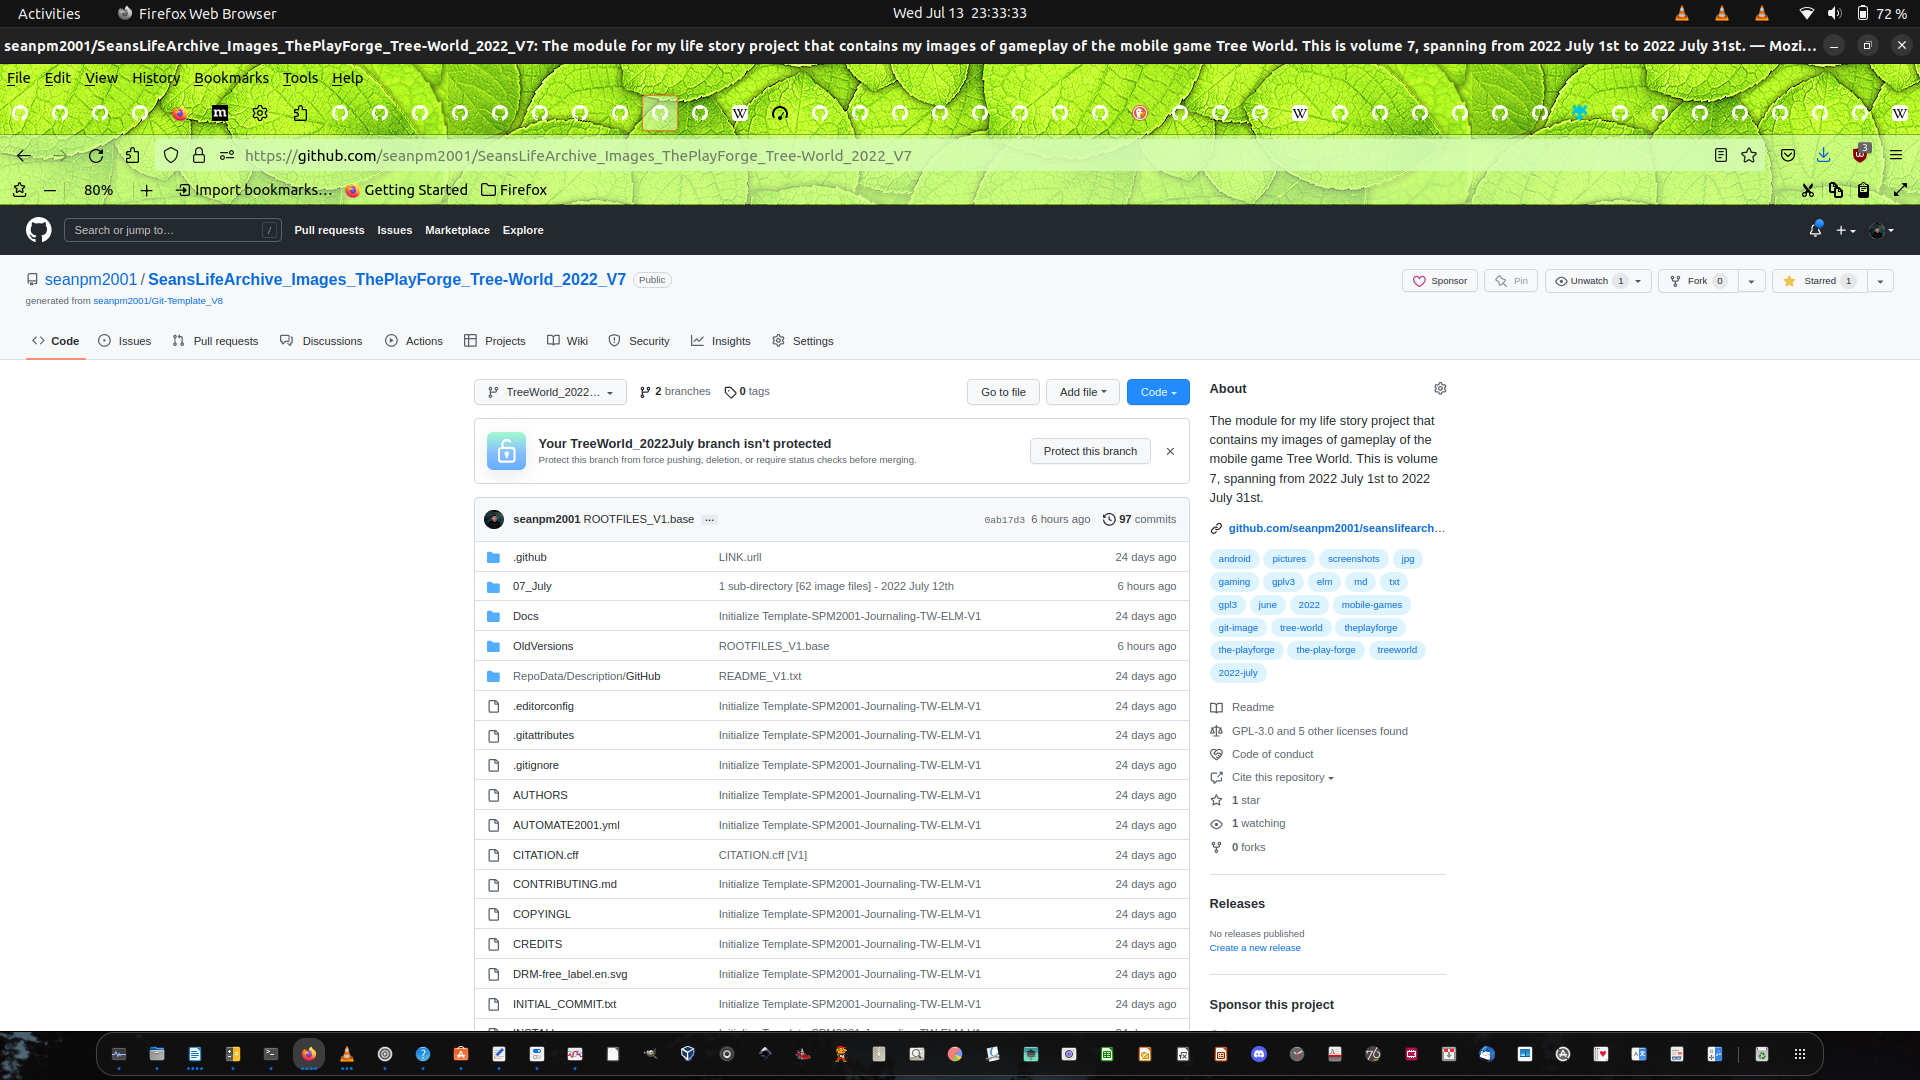 Activities Firefox Web Browser Wed Jul 13 23:33:33 72 %
seanpm2001/SeansLifeArchive_Images_ThePlayForge_Tree-World_2022_V7: The module for my life story project that contains my images of gameplay of the mobile game Tree World. This is volume 7, spanning from 2022 July 1st to 2022 July 31st. — Mozi…
File Edit View History Bookmarks Tools Help
https://github.com/seanpm2001/SeansLifeArchive_Images_ThePlayForge_Tree-World_2022_V7 3
80% Import bookmarks… Getting Started Firefox
Search or jump to… / Pull requests Issues Marketplace Explore
seanpm2001 / SeansLifeArchive_Images_ThePlayForge_Tree-World_2022_V7 Public Sponsor Pin Unwatch 1 Fork 0 Starred 1
generated from seanpm2001/Git-Template_V8
Code Issues Pull requests Discussions Actions Projects Wiki Security Insights Settings
TreeWorld_2022… 2 branches 0 tags Go to file Add file Code
Your TreeWorld_2022July branch isn't protected
Protect this branch from force pushing, deletion, or require status checks before merging.
Protect this branch
seanpm2001 ROOTFILES_V1.base … 0ab17d3 6 hours ago 97 commits
.github LINK.urll 24 days ago
07_July 1 sub-directory [62 image files] - 2022 July 12th 6 hours ago
Docs Initialize Template-SPM2001-Journaling-TW-ELM-V1 24 days ago
OldVersions ROOTFILES_V1.base 6 hours ago
RepoData/Description/GitHub README_V1.txt 24 days ago
.editorconfig Initialize Template-SPM2001-Journaling-TW-ELM-V1 24 days ago
.gitattributes Initialize Template-SPM2001-Journaling-TW-ELM-V1 24 days ago
.gitignore Initialize Template-SPM2001-Journaling-TW-ELM-V1 24 days ago
AUTHORS Initialize Template-SPM2001-Journaling-TW-ELM-V1 24 days ago
AUTOMATE2001.yml Initialize Template-SPM2001-Journaling-TW-ELM-V1 24 days ago
CITATION.cff CITATION.cff [V1] 24 days ago
CONTRIBUTING.md Initialize Template-SPM2001-Journaling-TW-ELM-V1 24 days ago
COPYINGL Initialize Template-SPM2001-Journaling-TW-ELM-V1 24 days ago
CREDITS Initialize Template-SPM2001-Journaling-TW-ELM-V1 24 days ago
DRM-free_label.en.svg Initialize Template-SPM2001-Journaling-TW-ELM-V1 24 days ago
INITIAL_COMMIT.txt Initialize Template-SPM2001-Journaling-TW-ELM-V1 24 days ago
About
The module for my life story project that
contains my images of gameplay of the
mobile game Tree World. This is volume
7, spanning from 2022 July 1st to 2022
July 31st.
github.com/seanpm2001/seanslifearch…
android pictures screenshots jpg
gaming gplv3 elm md txt
gpl3 june 2022 mobile-games
git-image tree-world theplayforge
the-playforge the-play-forge treeworld
2022-july
Readme
GPL-3.0 and 5 other licenses found
Code of conduct
Cite this repository
1 star
1 watching
0 forks
Releases
No releases published
Create a new release
Sponsor this project